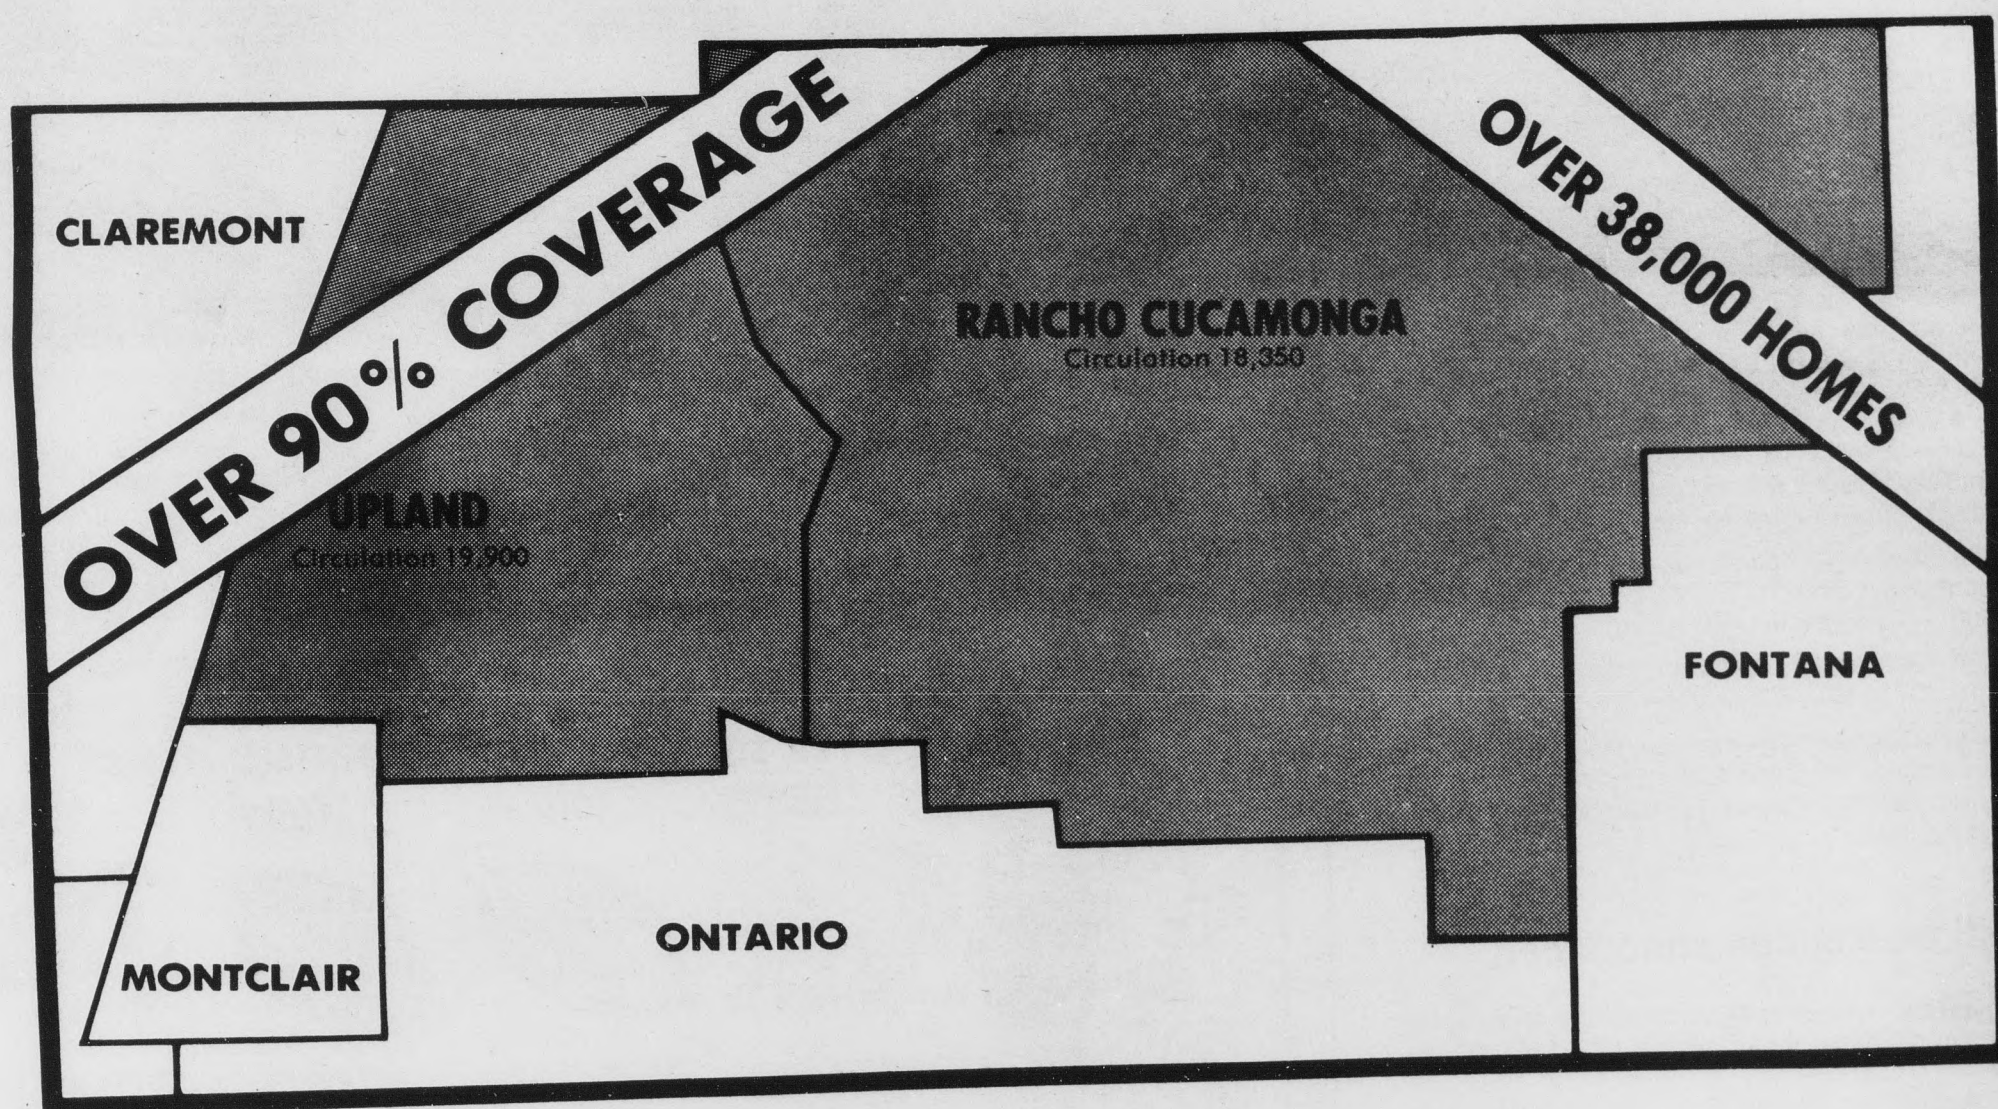 OVER 90% COVERAGE
OVER 38,000 HOMES
CLAREMONT
RANCHO CUCAMONGA
Circulation 18,350
UPLAND
Circulation 19,900
FONTANA
ONTARIO
MONTCLAIR